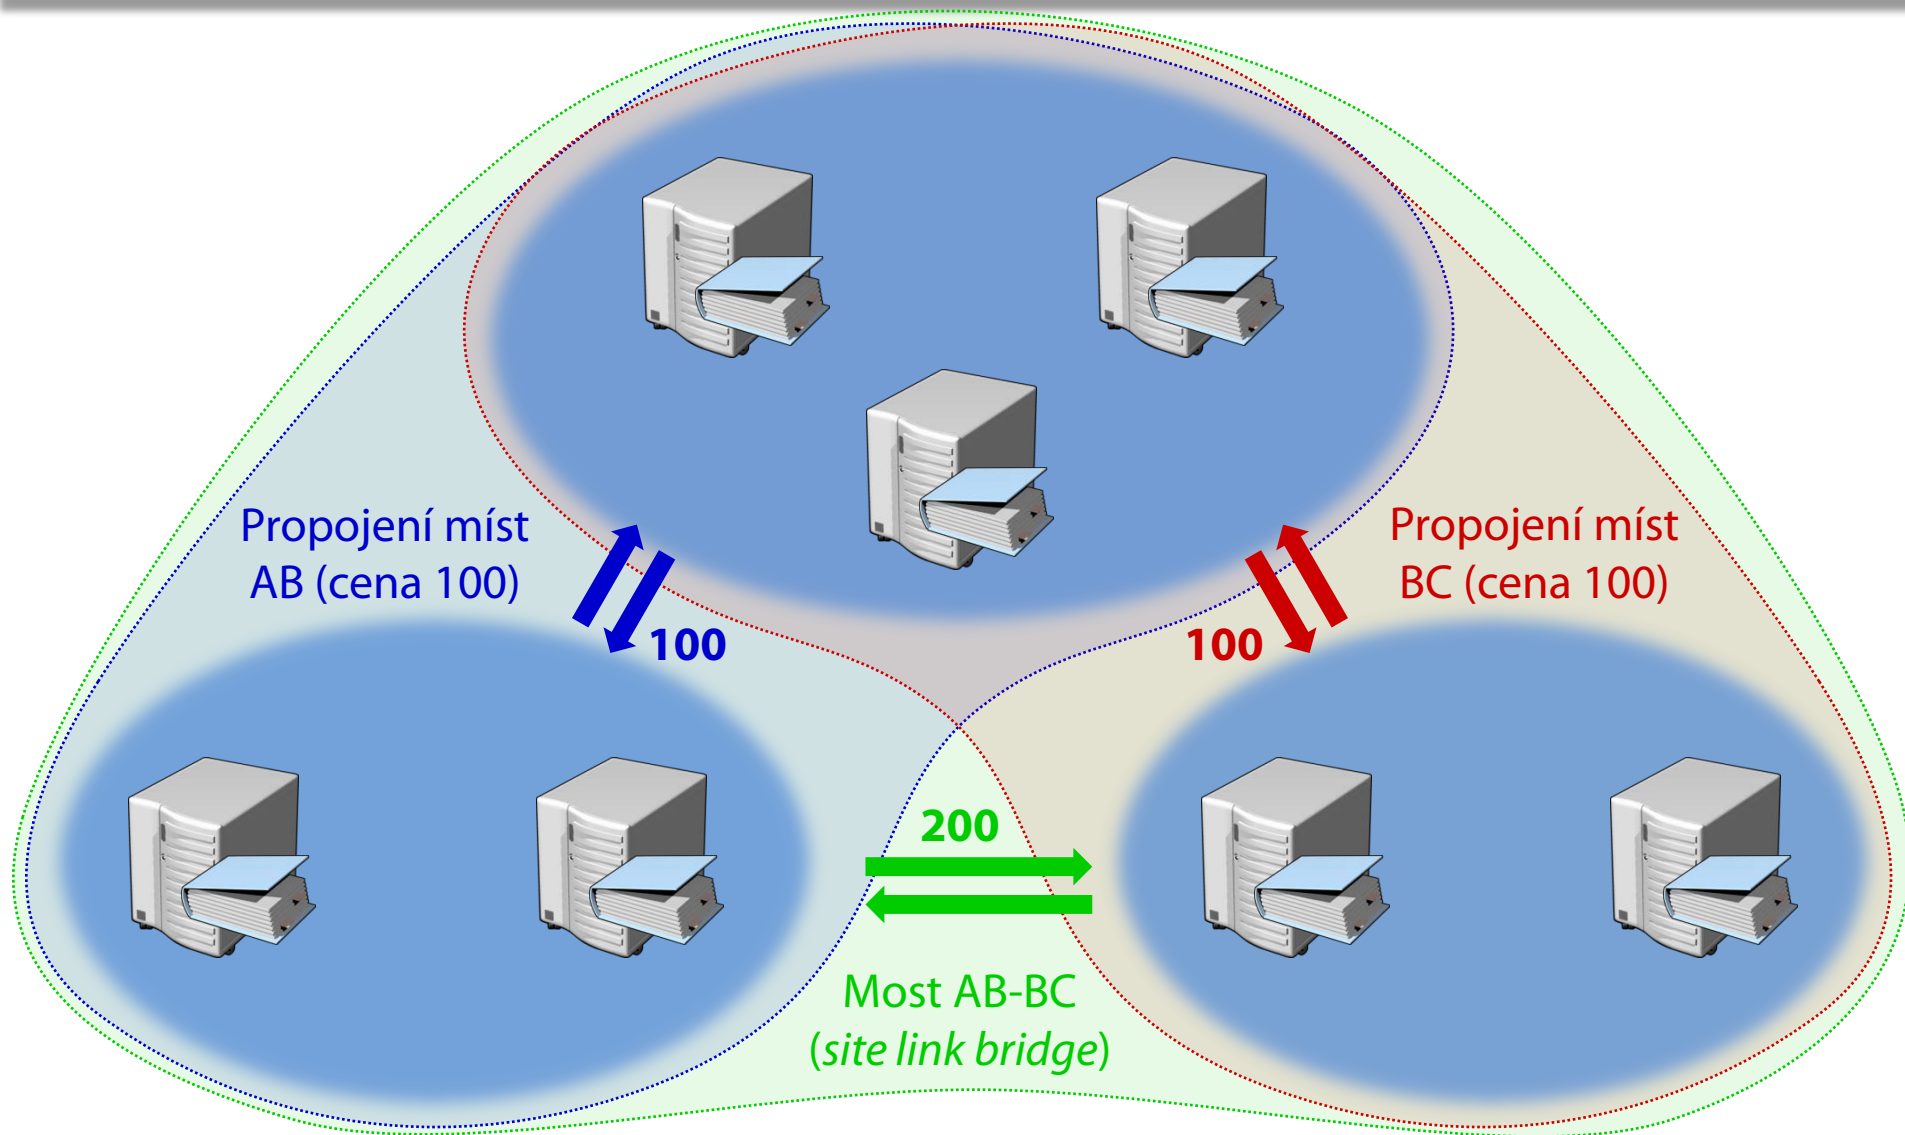 Propojení míst
AB (cena 100)
Propojení míst
BC (cena 100)
100
100
200
Most AB-BC
(site link bridge)